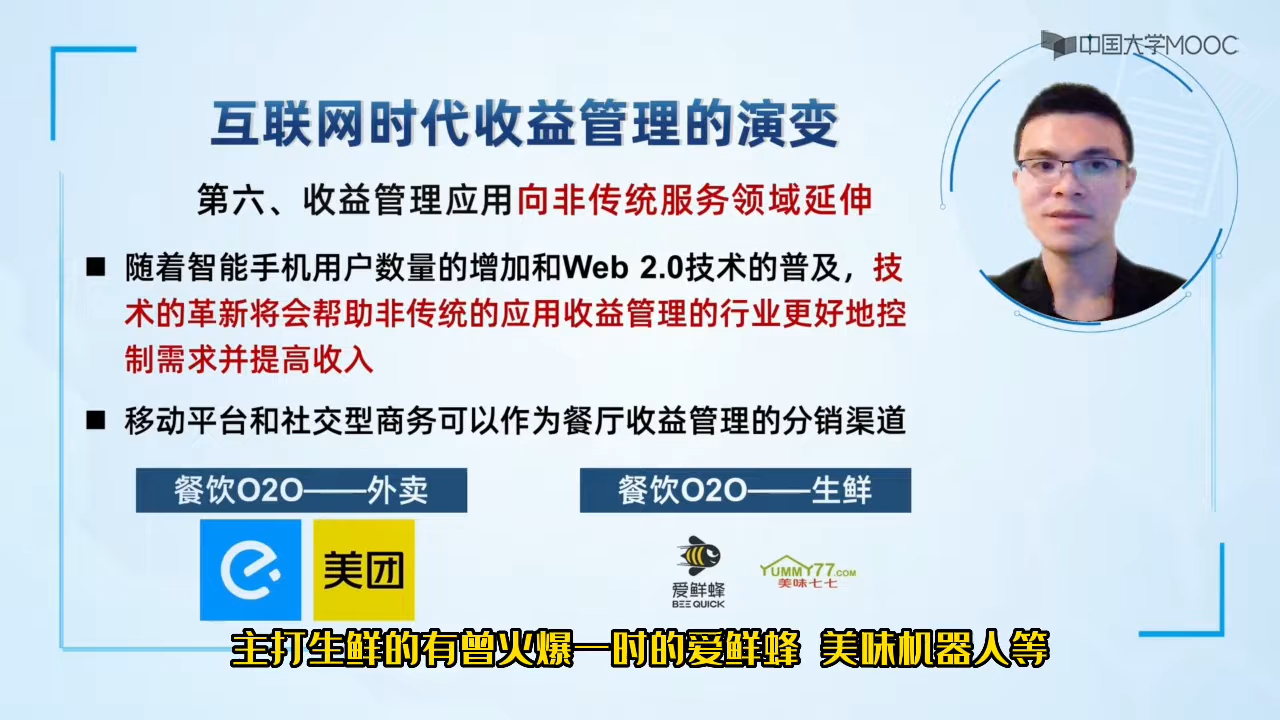 中国大学MOOC
互联网时代收益管理的演变
第六、收益管理应用向非传统服务领域延伸
■ 随着智能手机用户数量的增加和Web 2.0技术的普及，技
术的革新将会帮助非传统的应用收益管理的行业更好地控
制需求并提高收入
■ 移动平台和社交型商务可以作为餐厅收益管理的分销渠道
餐饮O2O——外卖
餐饮O2O——生鲜
美团
爱鲜蜂
BEE QUICK
YUMMY77.COM
美味七七
主打生鲜的有曾火爆一时的爱鲜蜂 美味机器人等